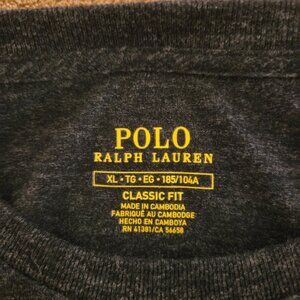 POLO
RALPH LAUREN
XL • TG • EG • 185/104A
CLASSIC FIT
MADE IN CAMBODIA
FABRIQUÉ AU CAMBODGE
HECHO EN CAMBOYA
RN 41381/CA 56658